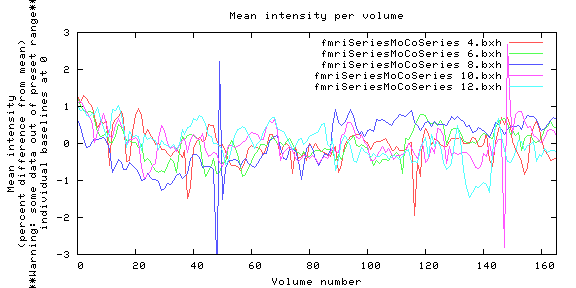 Mean intensity per volume
Mean intensity
(percent difference from mean)
**Warning: some data out of preset range**
individual baselines at 0
3
2
1
0
-1
-2
-3
fmriSeriesMoCoSeries 4.bxh
fmriSeriesMoCoSeries 6.bxh
fmriSeriesMoCoSeries 8.bxh
fmriSeriesMoCoSeries 10.bxh
fmriSeriesMoCoSeries 12.bxh
0 20 40 60 80 100 120 140 160
Volume number